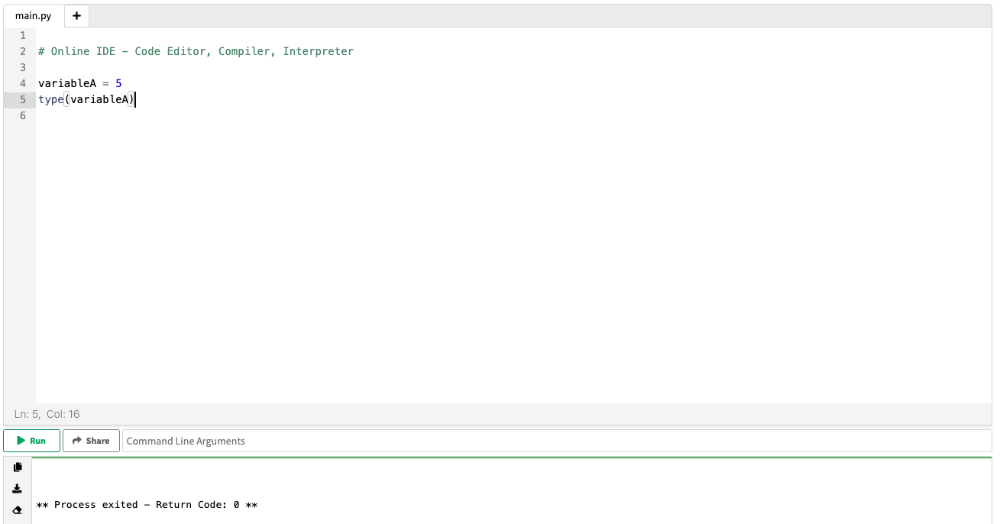 main.py +
1
2 # Online IDE - Code Editor, Compiler, Interpreter
3
4 variableA = 5
5 type(variableA)
6
Ln: 5, Col: 16
Run Share Command Line Arguments
** Process exited - Return Code: 0 **